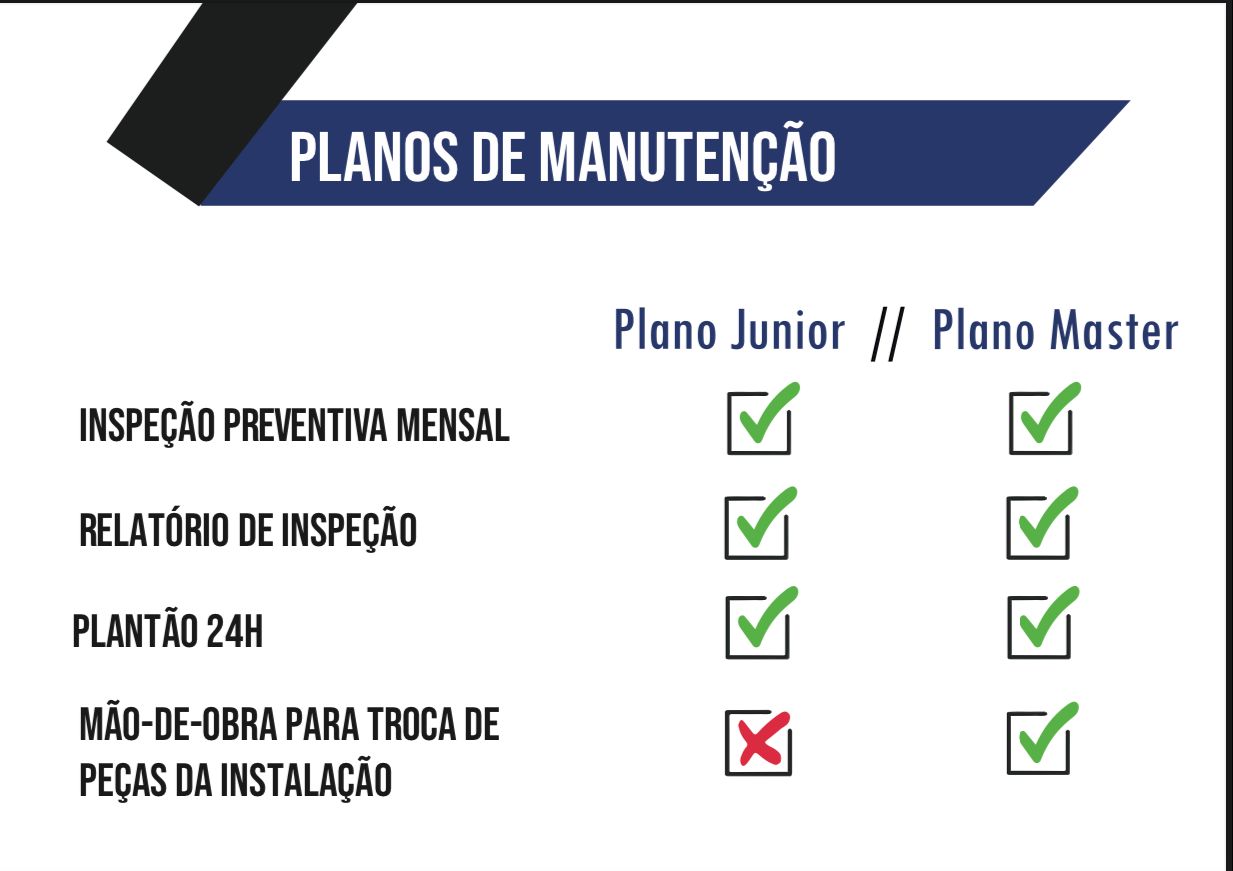 PLANOS DE MANUTENÇÃO
Plano Junior // Plano Master
INSPEÇÃO PREVENTIVA MENSAL
RELATÓRIO DE INSPEÇÃO
PLANTÃO 24H
MÃO-DE-OBRA PARA TROCA DE
PEÇAS DA INSTALAÇÃO